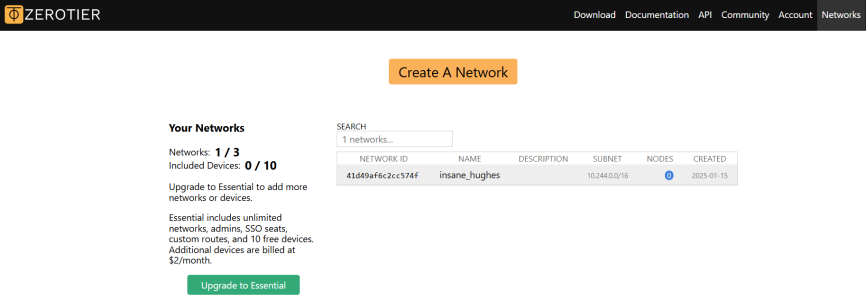 ZEROTIER
Download Documentation API Community Account Networks
Create A Network
Your Networks
Networks: 1 / 3
Included Devices: 0 / 10
Upgrade to Essential to add more
networks or devices.
Essential includes unlimited
networks, admins, SSO seats,
custom routes, and 10 free devices.
Additional devices are billed at
$2/month.
Upgrade to Essential
SEARCH
1 networks...
NETWORK ID NAME DESCRIPTION SUBNET NODES CREATED
41d49af6c2cc574f insane_hughes 10.244.0.0/16 0 2025-01-15